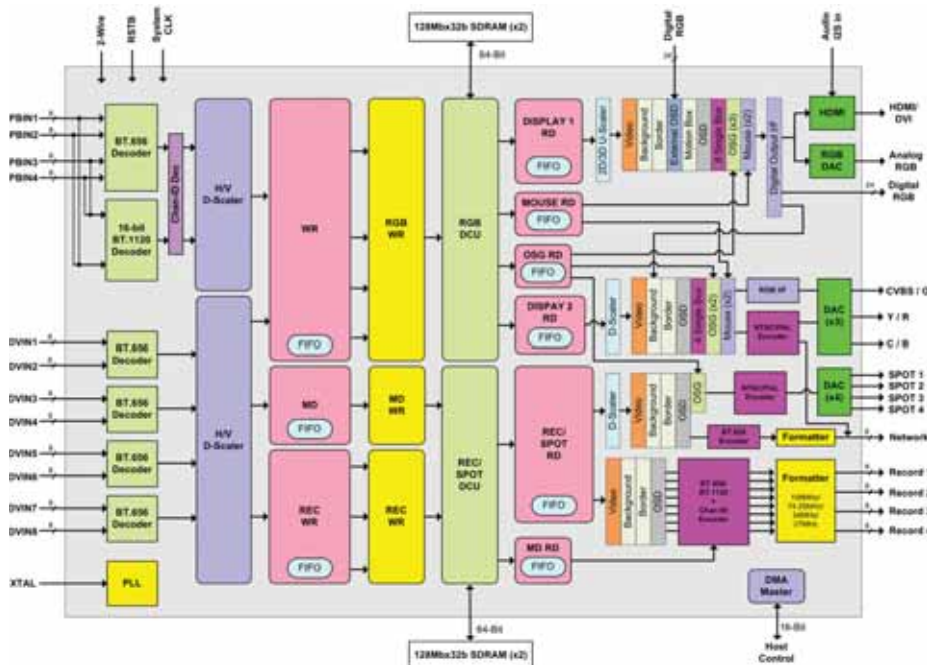 2-Wire
RSTB
System
CLK
128Mbx32b SDRAM (x2)
64-Bit
Digital
RGB
24
Audio
I2S in
PBIN1
PBIN2
PBIN3
PBIN4
BT.656
Decoder
16-bit
BT.1120
Decoder
Chan-ID Dec
H/V
D-Scaler
WR
FIFO
RGB
WR
RGB
DCU
DISPLAY 1
RD
FIFO
MOUSE RD
FIFO
OSG RD
FIFO
DISPAY 2
RD
FIFO
2D/3D U-Scaler
Video
Background
Border
External OSD
Motion Box
OSD
8 Single Box
OSG (x3)
Mouse (x2)
Digital Output I/F
HDMI
RGB
DAC
HDMI/
DVI
Analog
RGB
24
Digital
RGB
D-Scaler
Video
Background
Border
OSD
4 Single Box
OSG (x2)
Mouse (x2)
RGB I/F
NTSC/PAL
Encoder
DAC
(x3)
CVBS / G
Y / R
C / B
DVIN1
DVIN2
DVIN3
DVIN4
DVIN5
DVIN6
DVIN7
DVIN8
BT.656
Decoder
BT.656
Decoder
BT.656
Decoder
BT.656
Decoder
H/V
D-Scaler
MD
FIFO
MD
WR
REC
WR
FIFO
REC
WR
REC/
SPOT
DCU
REC/
SPOT
RD
FIFO
MD RD
FIFO
D-Scaler
Video
Background
Border
OSD
OSG
NTSC/PAL
Encoder
DAC
(x4)
SPOT 1
SPOT 2
SPOT 3
SPOT 4
BT.656
Encoder
Formatter
Network
Video
Background
Border
OSD
BT.656
BT.1120
+
Chan-ID
Encoder
Formatter
Record
Record 2
Record 3
Record
XTAL
PLL
DMA
Master
16-Bit
Host
Control
64-Bit
128Mbx32b SDRAM (x2)